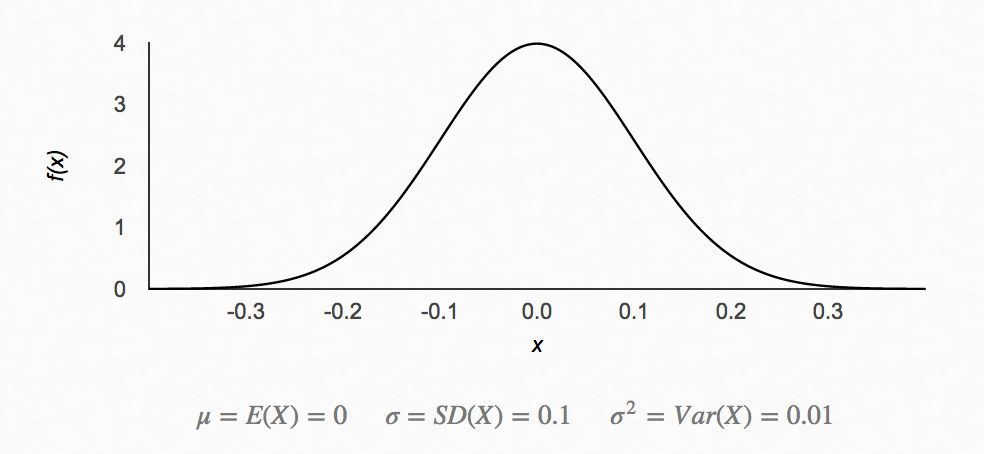 4
3
f(x)
2
1
0
-0.3 -0.2 -0.1 0.0 0.1 0.2 0.3
x
μ = E(X) = 0 σ = SD(X) = 0.1 σ² = Var(X) = 0.01